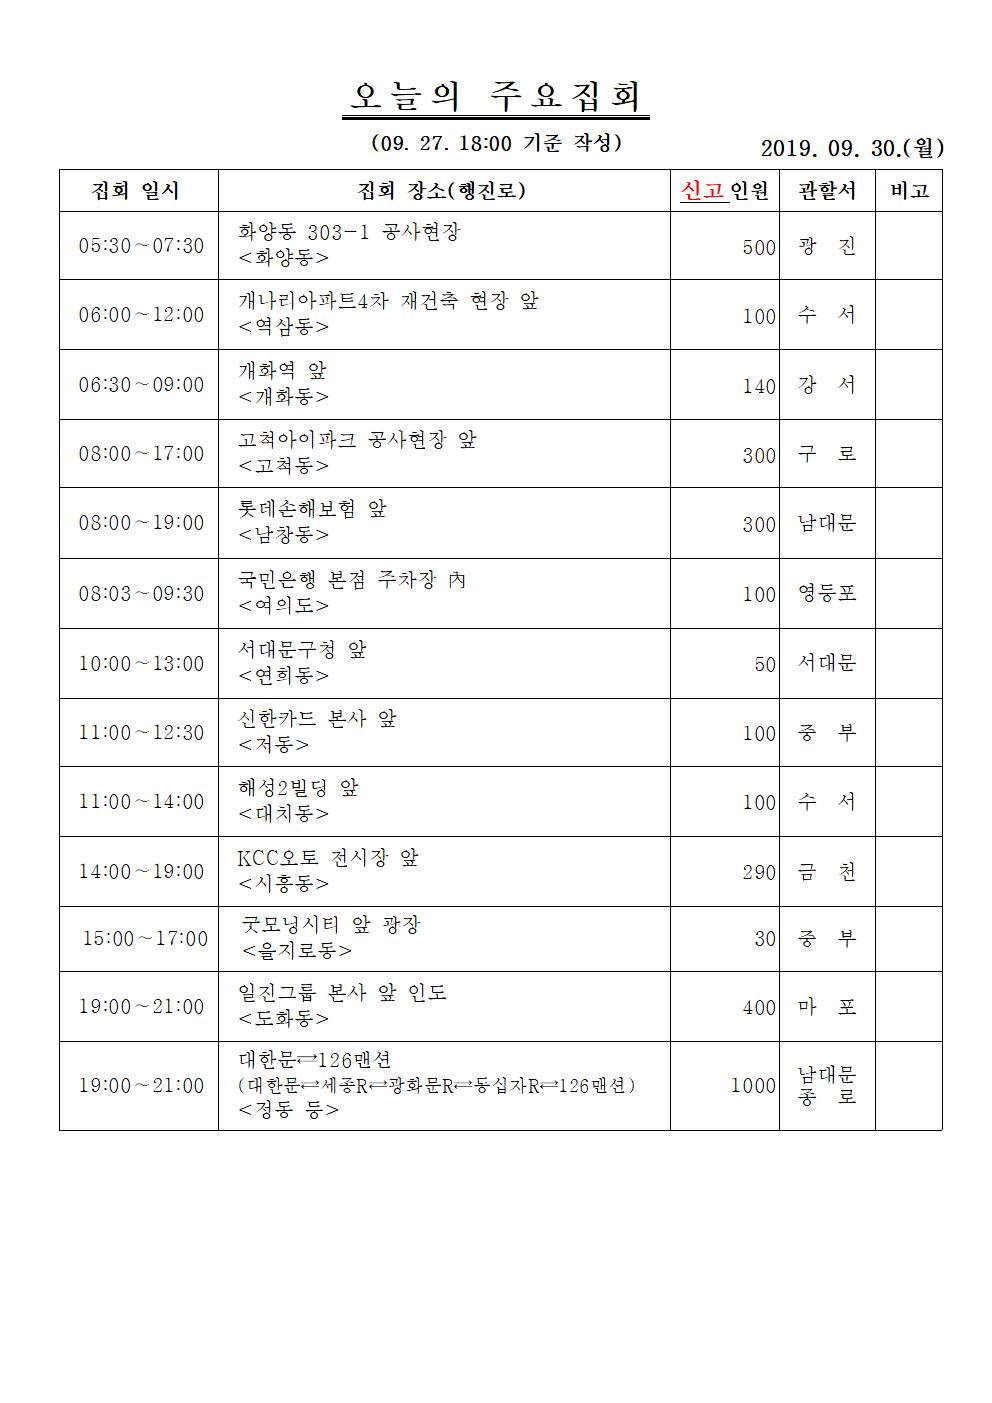 오늘의 주요집회
(09. 27. 18:00 기준 작성)
2019. 09. 30.(월)
집회 일시 집회 장소(행진로) 신고 인원 관할서 비고
05:30~07:30 화양동 303-1 공사현장
<화양동> 500 광 진
06:00~12:00 개나리아파트4차 재건축 현장 앞
<역삼동> 100 수 서
06:30~09:00 개화역 앞
<개화동> 140 강 서
08:00~17:00 고척아이파크 공사현장 앞
<고척동> 300 구 로
08:00~19:00 롯데손해보험 앞
<남창동> 300 남대문
08:03~09:30 국민은행 본점 주차장 內
<여의도> 100 영등포
10:00~13:00 서대문구청 앞
<연희동> 50 서대문
11:00~12:30 신한카드 본사 앞
<저동> 100 중 부
11:00~14:00 해성2빌딩 앞
<대치동> 100 수 서
14:00~19:00 KCC오토 전시장 앞
<시흥동> 290 금 천
15:00~17:00 굿모닝시티 앞 광장
<을지로동> 30 중 부
19:00~21:00 일진그룹 본사 앞 인도
<도화동> 400 마 포
19:00~21:00 대한문⇄126맨션
(대한문⇄세종R⇄광화문R⇄동십자R⇄126맨션)
<정동 등> 1000 남대문
종 로